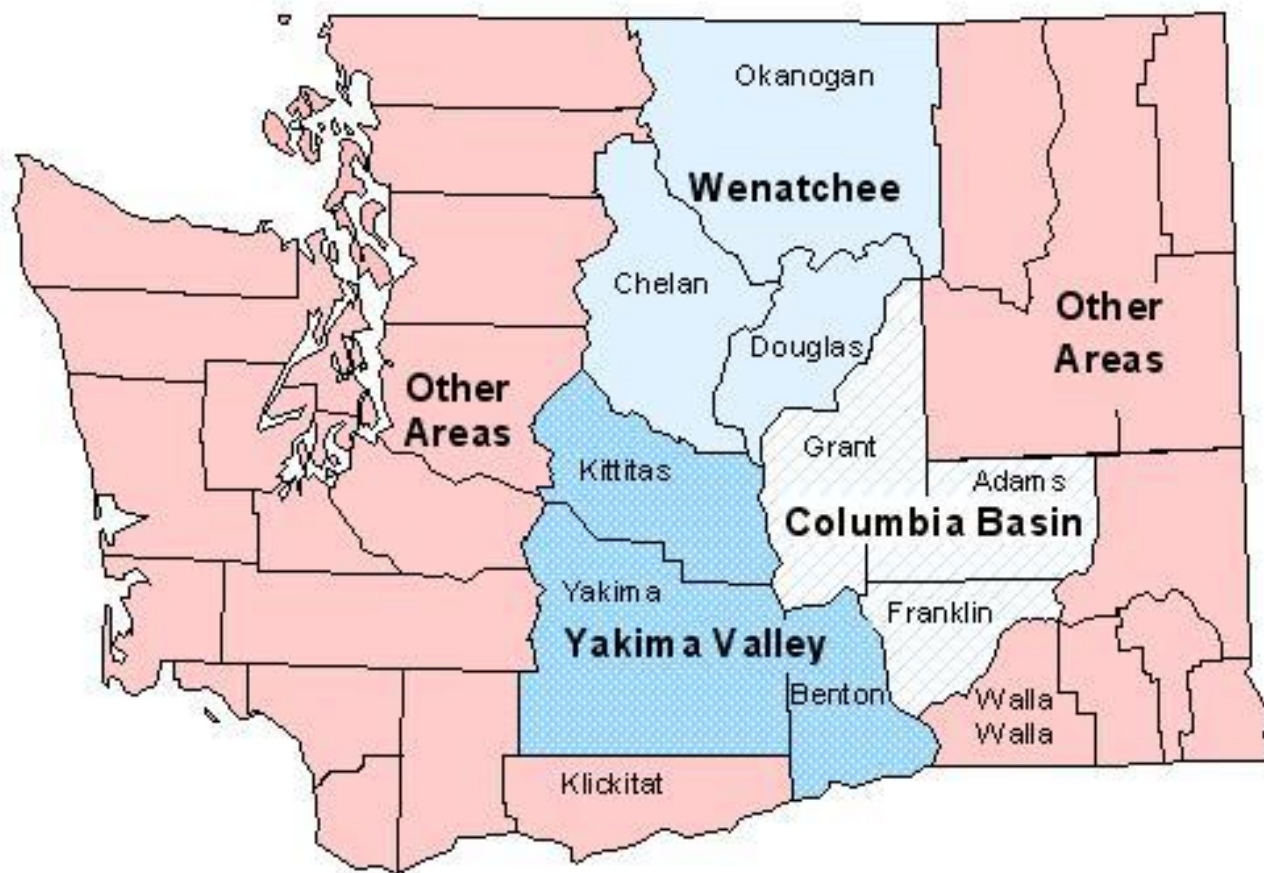 Okanogan
Wenatchee
Chelan
Other
Areas
Douglas
Other
Areas
Grant
Kittitas
Adams
Columbia Basin
Yakima
Franklin
Yakima Valley
Benton
Walla
Walla
Klickitat